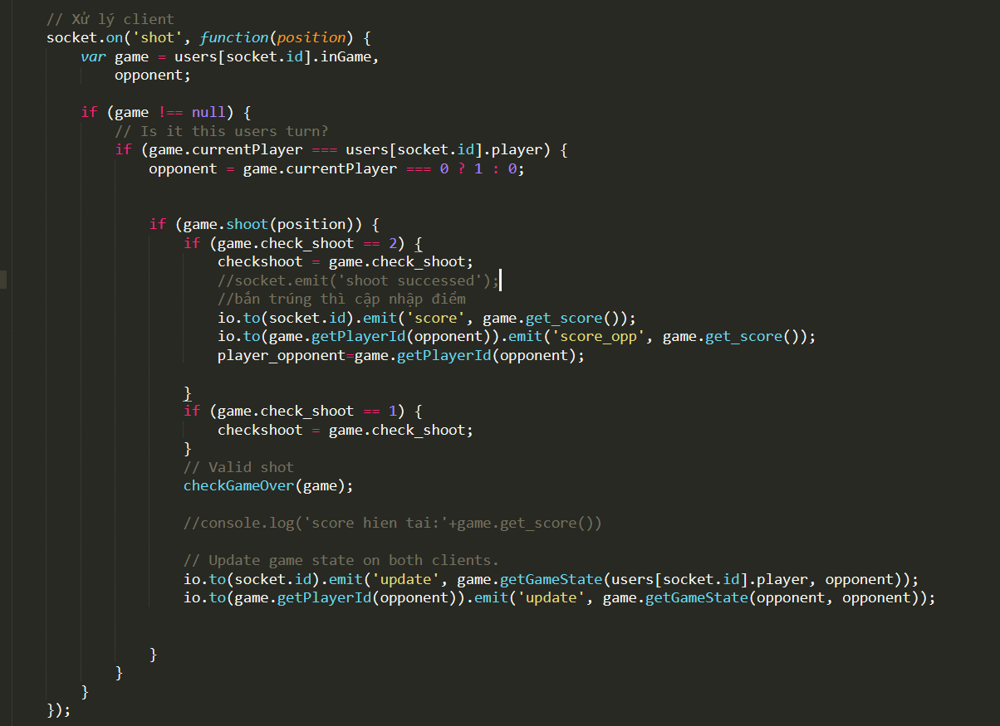 // Xử lý client
socket.on('shot', function(position) {
var game = users[socket.id].inGame,
opponent;
if (game !== null) {
// Is it this users turn?
if (game.currentPlayer === users[socket.id].player) {
opponent = game.currentPlayer === 0 ? 1 : 0;
if (game.shoot(position)) {
if (game.check_shoot == 2) {
checkshoot = game.check_shoot;
//socket.emit('shoot successed');
//bắn trúng thì cập nhập điểm
io.to(socket.id).emit('score', game.get_score());
io.to(game.getPlayerId(opponent)).emit('score_opp', game.get_score());
player_opponent=game.getPlayerId(opponent);
}
if (game.check_shoot == 1) {
checkshoot = game.check_shoot;
}
// Valid shot
checkGameOver(game);
//console.log('score hien tai:'+game.get_score())
// Update game state on both clients.
io.to(socket.id).emit('update', game.getGameState(users[socket.id].player, opponent));
io.to(game.getPlayerId(opponent)).emit('update', game.getGameState(opponent, opponent));
}
}
}
});